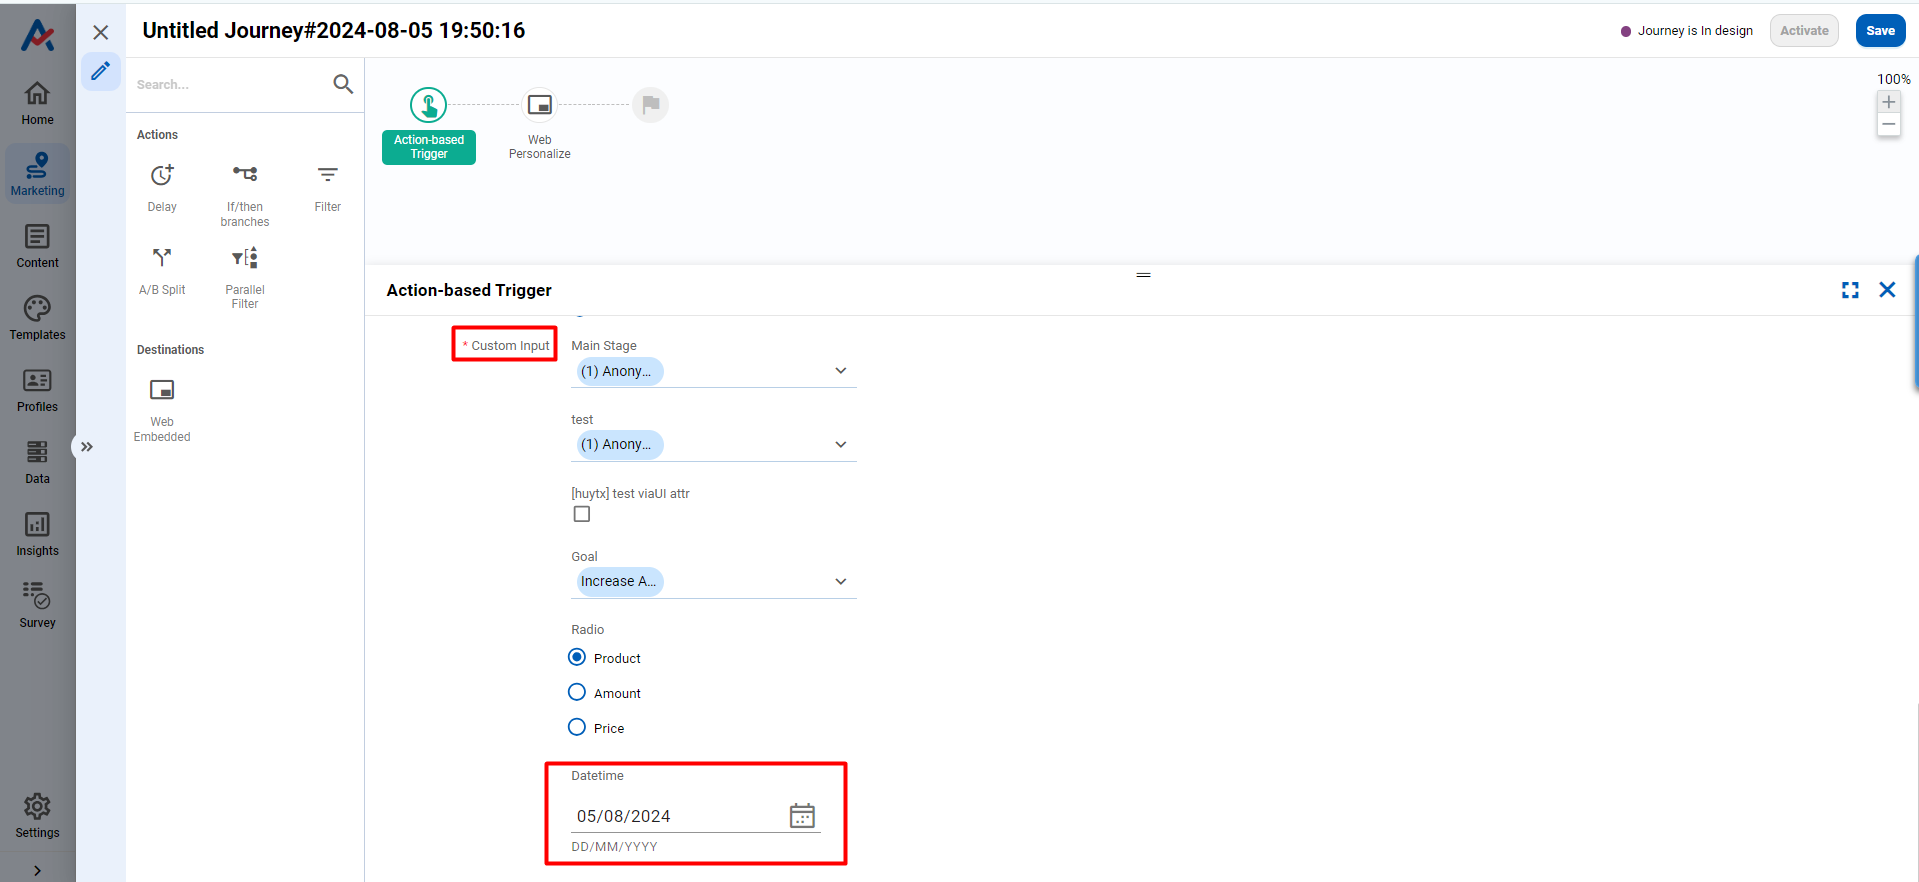 Untitled Journey#2024-08-05 19:50:16
Journey is In design
Activate
Save
Home
Marketing
Content
Templates
Profiles
Data
Insights
Survey
Settings
Search...
Actions
Delay
If/then
branches
Filter
A/B Split
Parallel
Filter
Destinations
Web
Embedded
Action-based
Trigger
Web
Personalize
100%
Action-based Trigger
* Custom Input
Main Stage
(1) Anony...
test
(1) Anony...
[huytx] test viaUI attr
Goal
Increase A...
Radio
Product
Amount
Price
Datetime
05/08/2024
DD/MM/YYYY